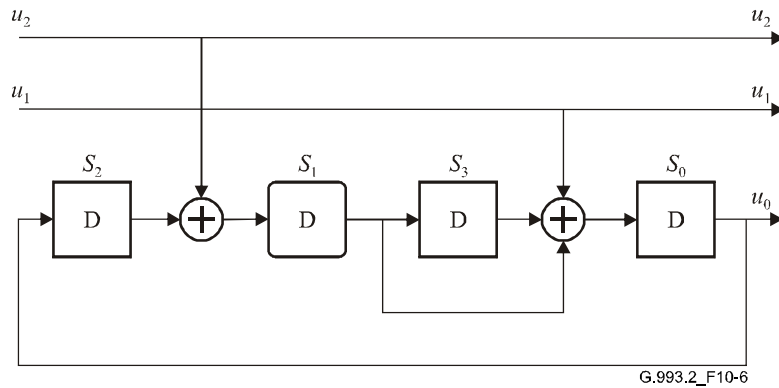 u2 u2
u1 u1
S2 S1 S3 S0
D D D D u0
G.993.2_F10-6